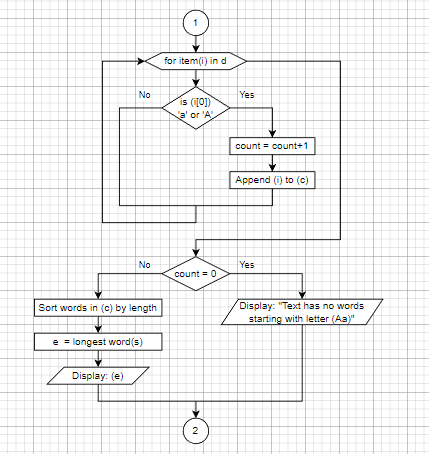 1
for item(i) in d
No
Yes
is (i[0])
'a' or 'A'
count = count+1
Append (i) to (c)
No
Yes
count = 0
Sort words in (c) by length
Display: "Text has no words
starting with letter (Aa)"
e = longest word(s)
Display: (e)
2